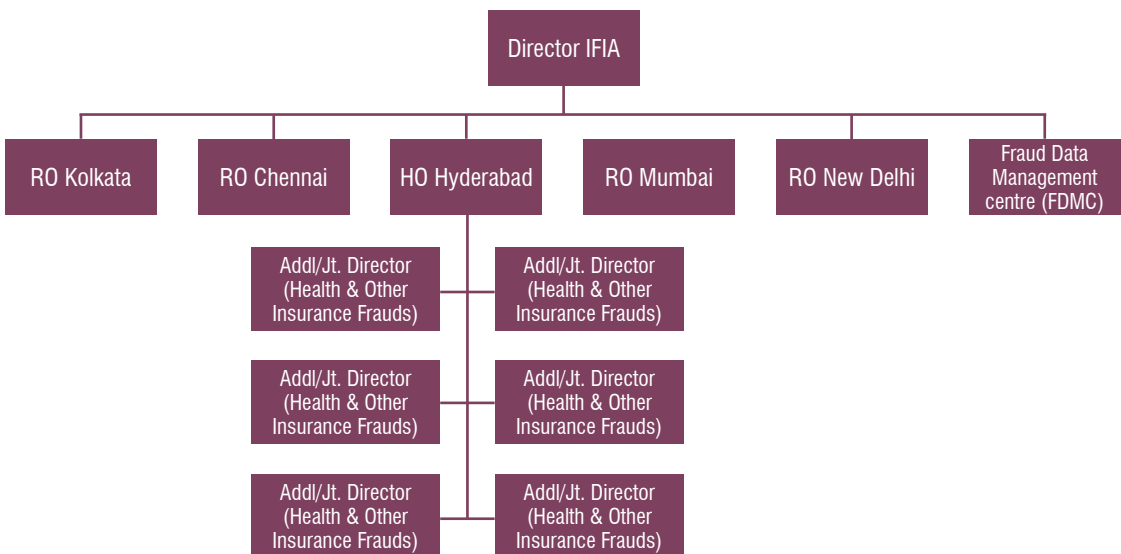 Director IFIA
RO Kolkata
RO Chennai
HO Hyderabad
RO Mumbai
RO New Delhi
Fraud Data
Management
centre (FDMC)
Addl/Jt. Director
(Health & Other
Insurance Frauds)
Addl/Jt. Director
(Health & Other
Insurance Frauds)
Addl/Jt. Director
(Health & Other
Insurance Frauds)
Addl/Jt. Director
(Health & Other
Insurance Frauds)
Addl/Jt. Director
(Health & Other
Insurance Frauds)
Addl/Jt. Director
(Health & Other
Insurance Frauds)